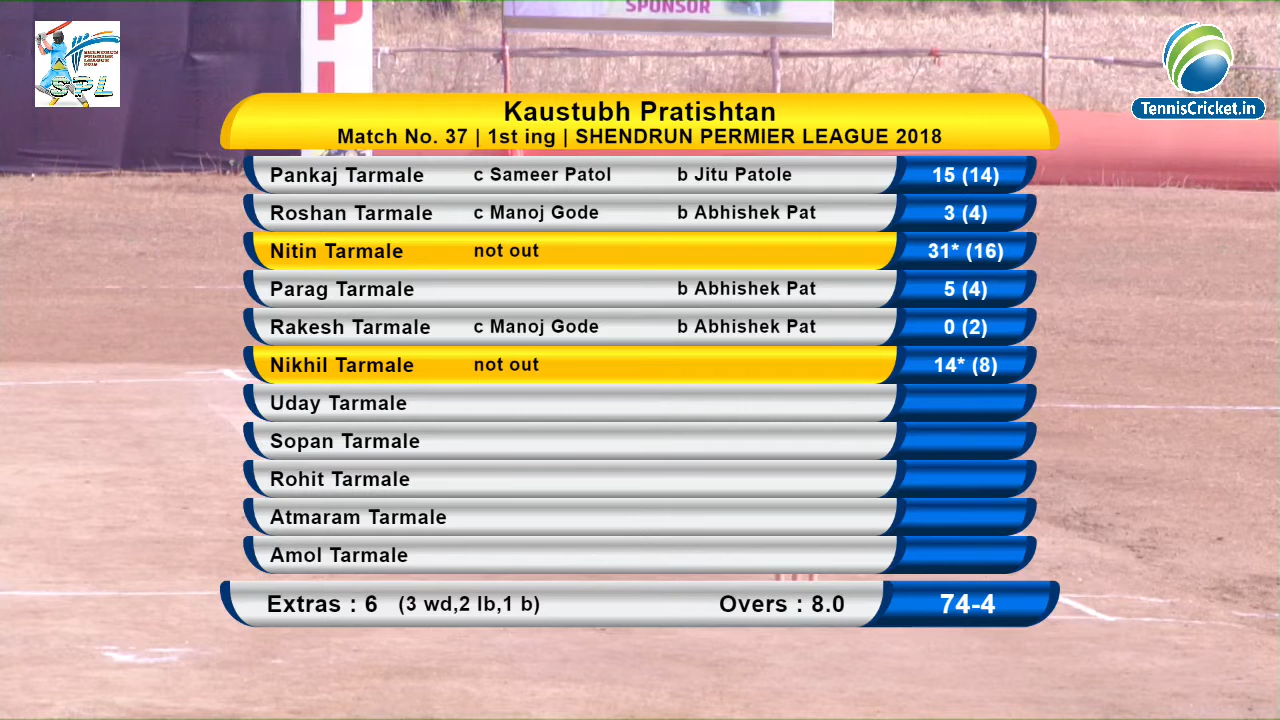 SPONSOR
P
SHENDRUN
PREMIER
LEAGUE
2018
SPL
TennisCricket.in
Kaustubh Pratishtan
Match No. 37 | 1st ing | SHENDRUN PERMIER LEAGUE 2018
Pankaj Tarmale c Sameer Patol b Jitu Patole 15 (14)
Roshan Tarmale c Manoj Gode b Abhishek Pat 3 (4)
Nitin Tarmale not out 31* (16)
Parag Tarmale b Abhishek Pat 5 (4)
Rakesh Tarmale c Manoj Gode b Abhishek Pat 0 (2)
Nikhil Tarmale not out 14* (8)
Uday Tarmale
Sopan Tarmale
Rohit Tarmale
Atmaram Tarmale
Amol Tarmale
Extras : 6 (3 wd,2 lb,1 b) Overs : 8.0 74-4